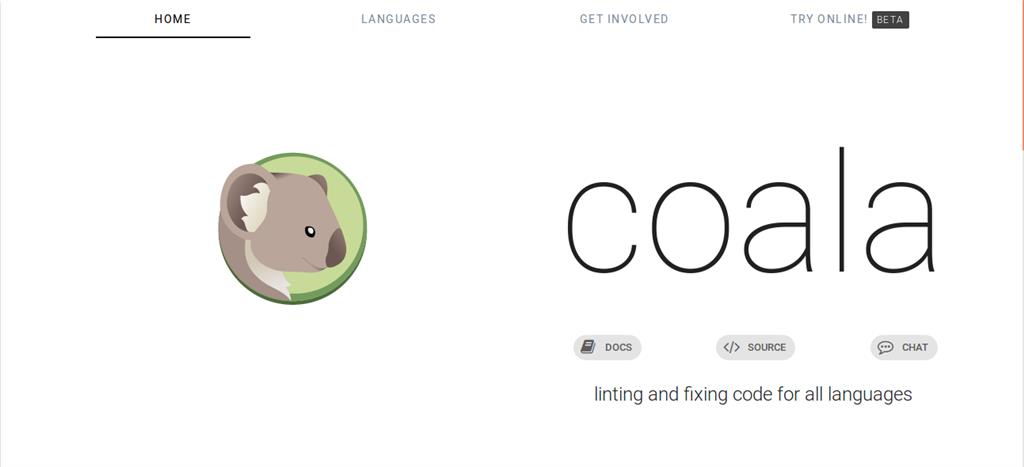 HOME LANGUAGES GET INVOLVED TRY ONLINE! BETA
coala
DOCS SOURCE CHAT
linting and fixing code for all languages